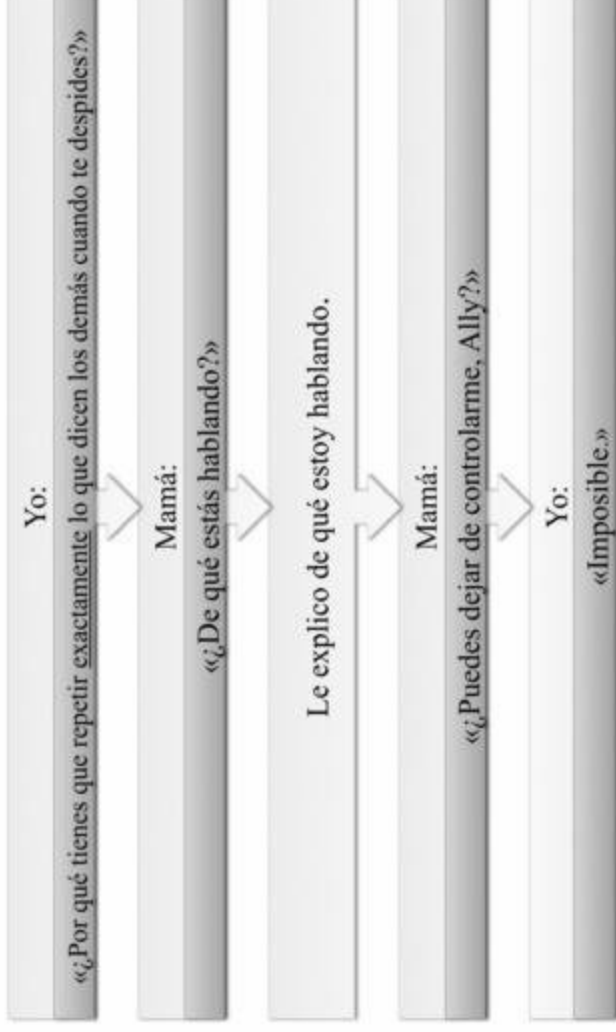 Yo:
«¿Por qué tienes que repetir exactamente lo que dicen los demás cuando te despides?»
Mamá:
«¿De qué estás hablando?»
Le explico de qué estoy hablando.
Mamá:
«¿Puedes dejar de controlarme, Ally?»
Yo:
«Imposible.»